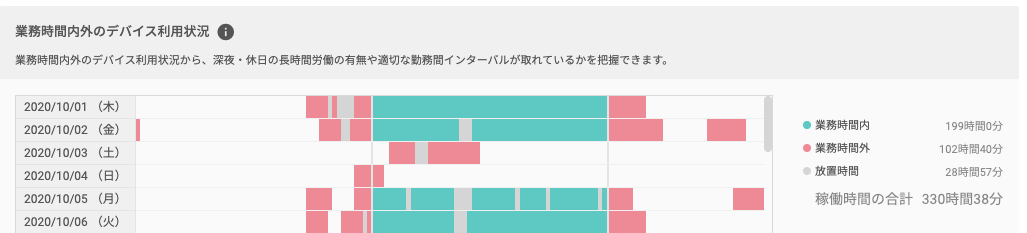 業務時間内外のデバイス利用状況
業務時間内外のデバイス利用状況から、深夜・休日の長時間労働の有無や適切な勤務間インターバルが取れているかを把握できます。
2020/10/01 （木）
2020/10/02 （金）
2020/10/03 （土）
2020/10/04 （日）
2020/10/05 （月）
2020/10/06 （火）
業務時間内 199時間0分
業務時間外 102時間40分
放置時間 28時間57分
稼働時間の合計 330時間38分